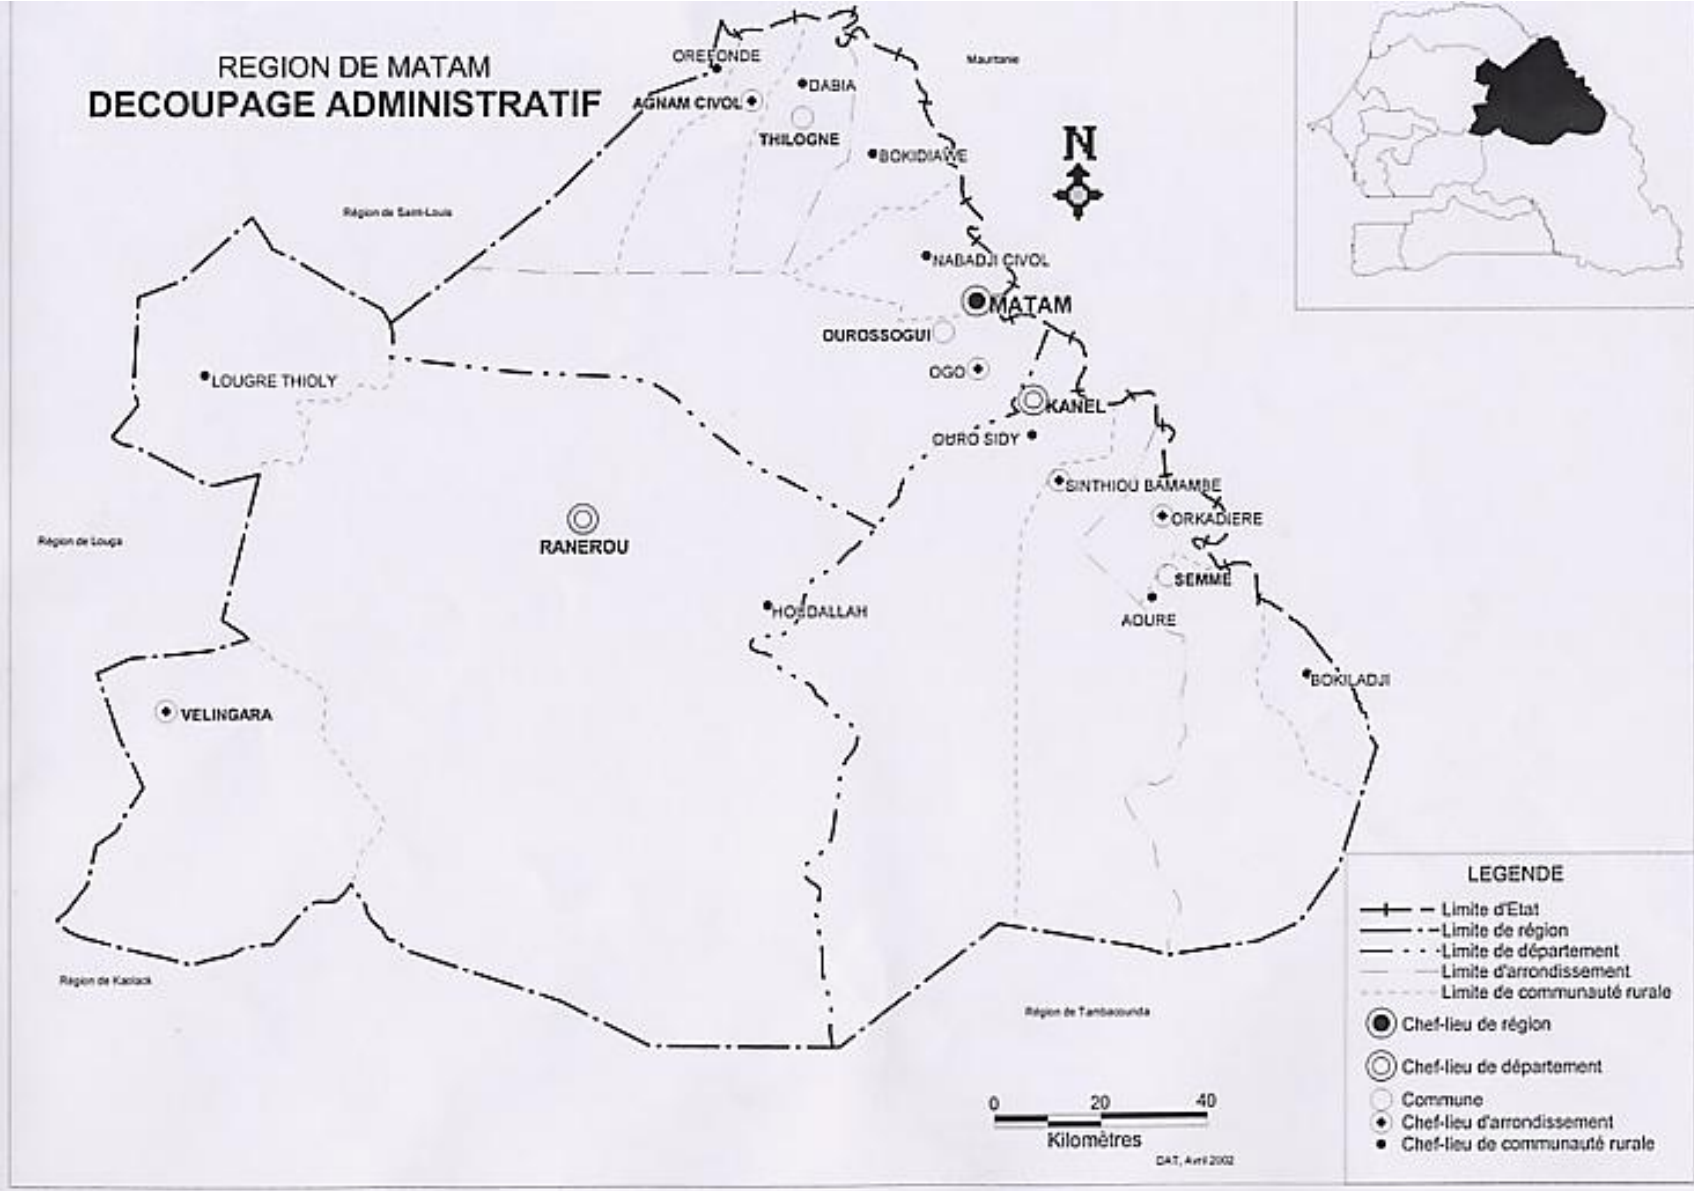 REGION DE MATAM
DECOUPAGE ADMINISTRATIF
Mauritanie
OREFONDE
DABIA
AGNAM CIVOL
THILOGNE
BOKIDIAWE
N
Région de Saint-Louis
NABADJI CIVOL
MATAM
OUROSSOGUI
OGO
LOUGRE THIOLY
KANEL
OURO SIDY
SINTHIOU BAMAMBE
ORKADIERE
RANEROU
Région de Louga
SEMME
HOUDALLAH
AOURE
BOKILADJI
VELINGARA
Région de Kaolack
Région de Tambacounda
LEGENDE
Limite d'Etat
Limite de région
Limite de département
Limite d'arrondissement
Limite de communauté rurale
Chef-lieu de région
Chef-lieu de département
Commune
Chef-lieu d'arrondissement
Chef-lieu de communauté rurale
0 20 40
Kilomètres
DAT, Avril 2002